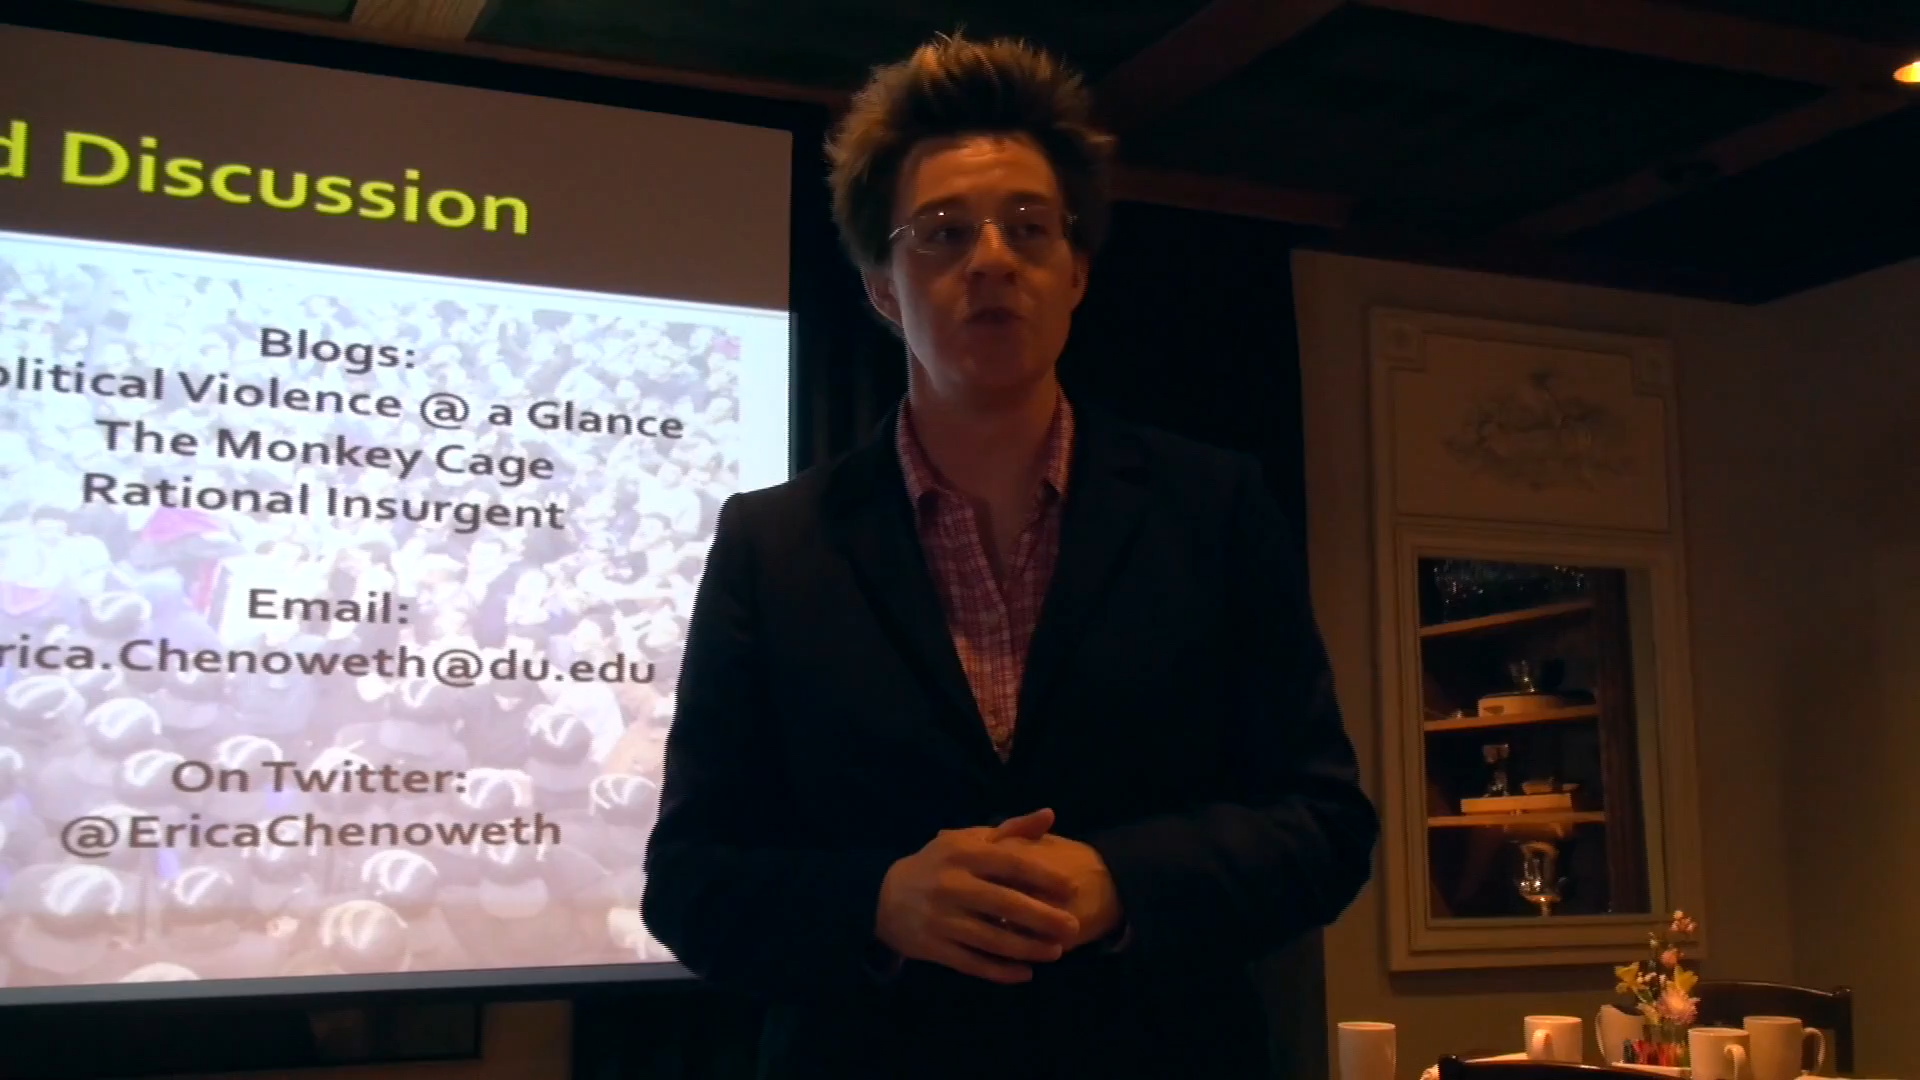 d Discussion
Blogs:
olitical Violence @ a Glance
The Monkey Cage
Rational Insurgent
Email:
rica.Chenoweth@du.edu
On Twitter:
@EricaChenoweth